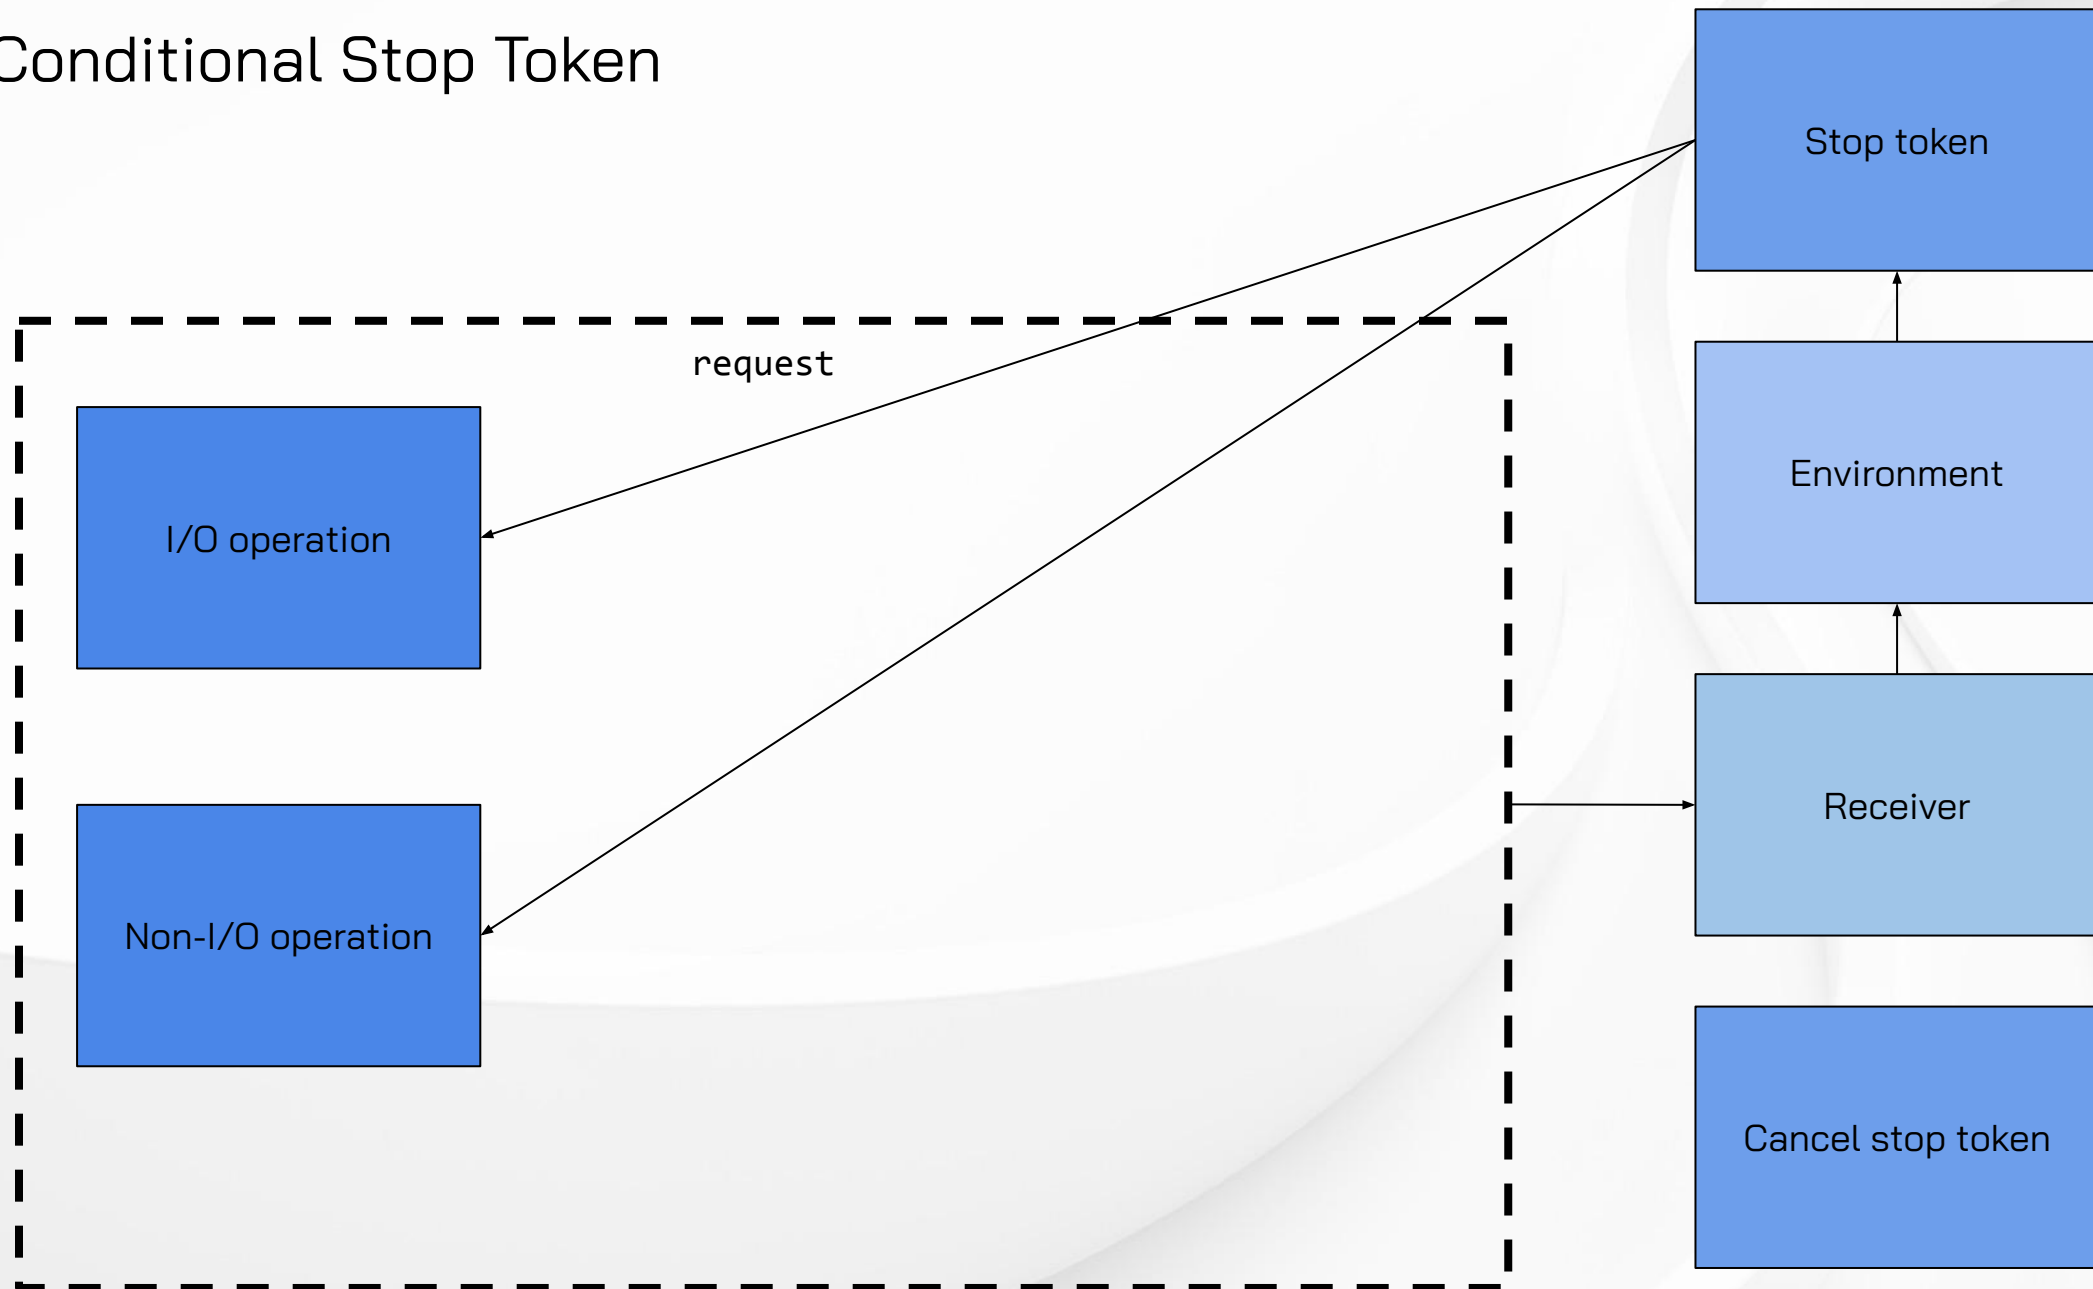 Conditional Stop Token
Stop token
request
Environment
I/O operation
Receiver
Non-I/O operation
Cancel stop token